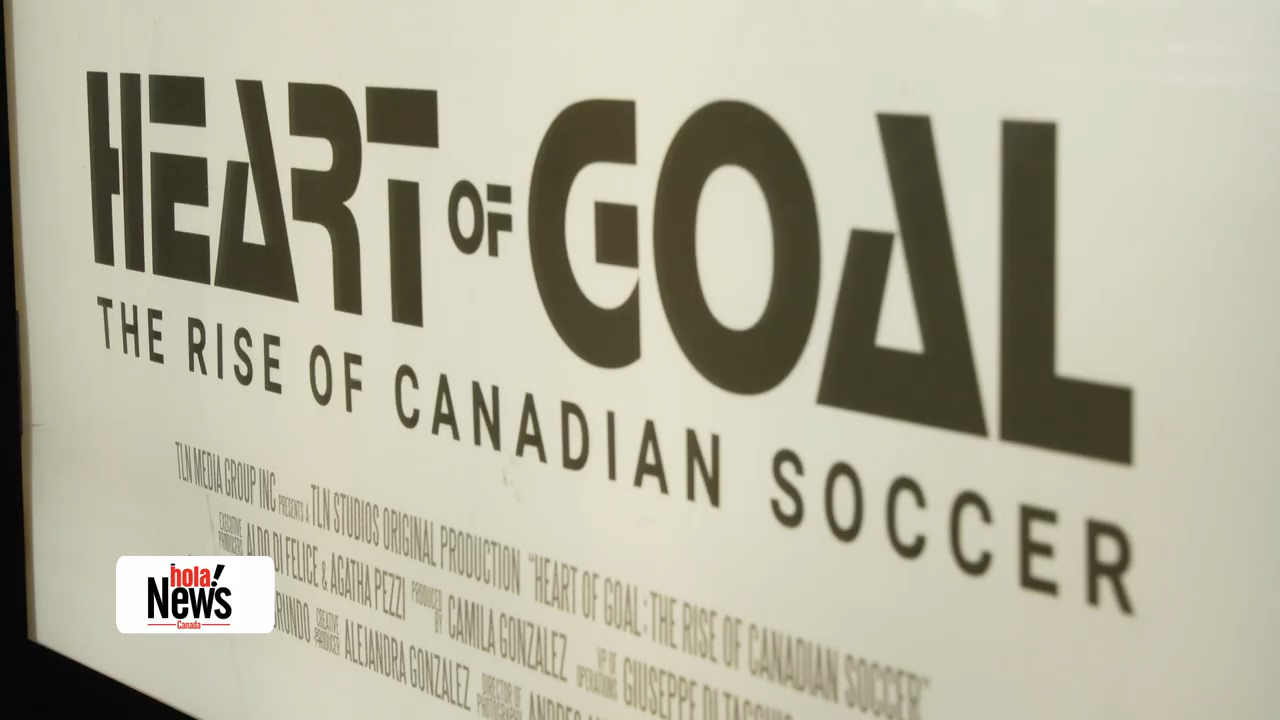 HEART OF GOAL
THE RISE OF CANADIAN SOCCER
TLN MEDIA GROUP INC PRESENTS A TLN STUDIOS ORIGINAL PRODUCTION "HEART OF GOAL: THE RISE OF CANADIAN SOCCER"
EXECUTIVE PRODUCERS ALDO DI FELICE & AGATHA PEZZI PRODUCED BY CAMILA GONZALEZ VP OF OPERATIONS GIUSEPPE DI
CREATIVE PRODUCER ALEJANDRA GONZALEZ DIRECTOR OF PHOTOGRAPHY
¡hola!
News
Canada